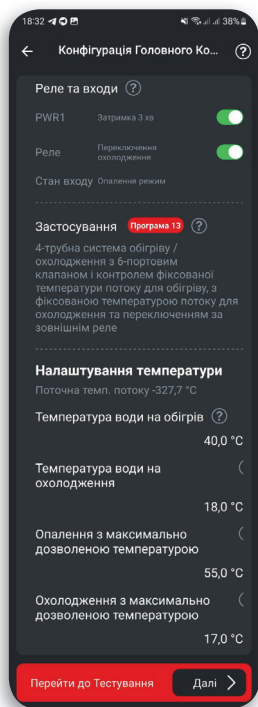 18:32 38%
Конфігурація Головного Ко...
Реле та входи
PWR1 Затримка 3 хв
Реле Переключення
охолодження
Стан входу Опалення режим
Застосування Програма 13
4-трубна система обігріву /
охолодження з 6-портовим
клапаном і контролем фіксованої
температури потоку для обігріву, з
фіксованою температурою потоку для
охолодження та переключенням за
зовнішнім реле
Налаштування температури
Поточна темп. потоку -327,7 °C
Температура води на обігрів ?
40,0 °C
Температура води на
охолодження
18,0 °C
Опалення з максимально
дозволеною температурою
55,0 °C
Охолодження з максимально
дозволеною температурою
17,0 °C
Перейти до Тестування Далі